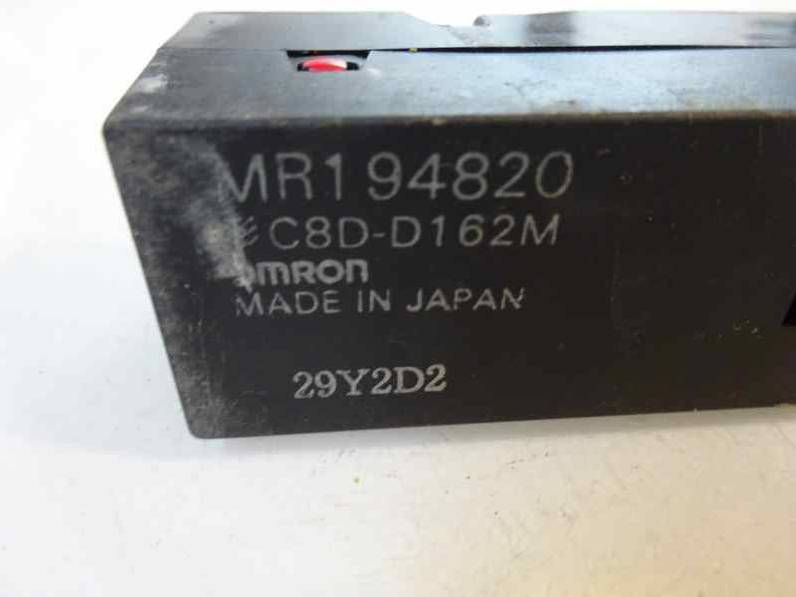 MR194820
C8D-D162M
omron
MADE IN JAPAN
29Y2D2